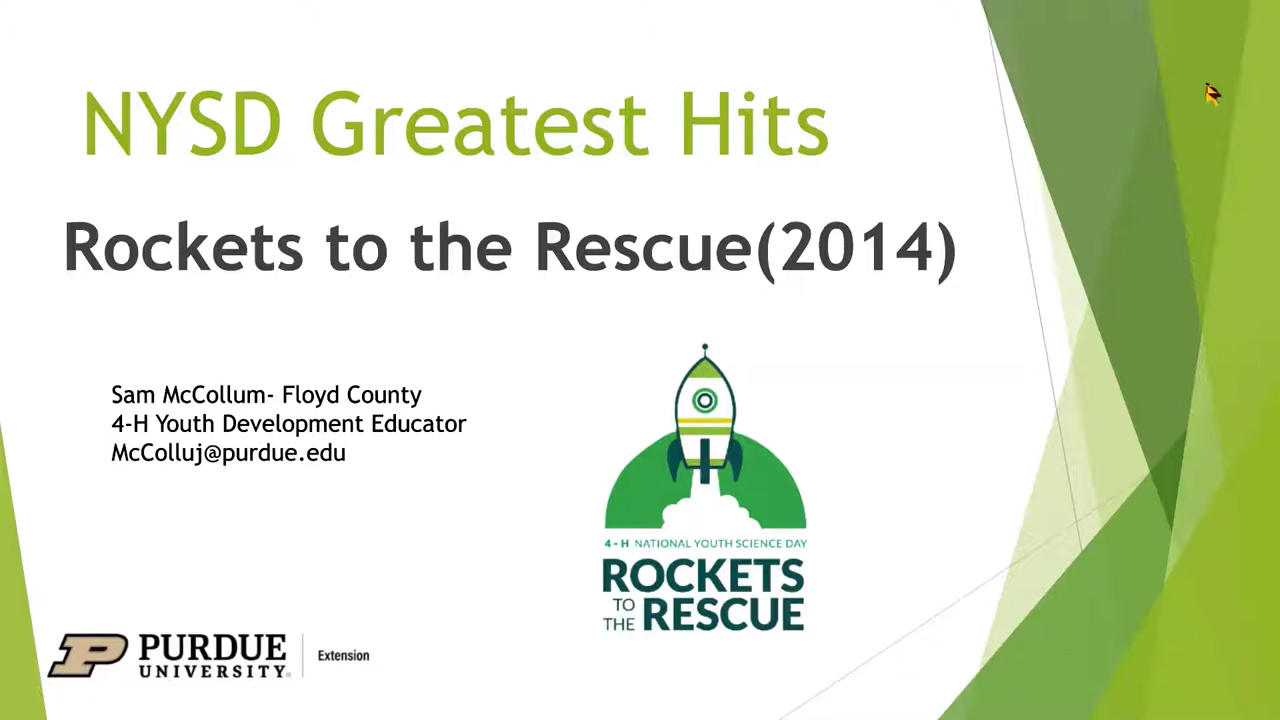 NYSD Greatest Hits
Rockets to the Rescue(2014)
Sam McCollum- Floyd County
4-H Youth Development Educator
McColluj@purdue.edu
4-H NATIONAL YOUTH SCIENCE DAY
ROCKETS
TO
THE RESCUE
P PURDUE
UNIVERSITY®
Extension